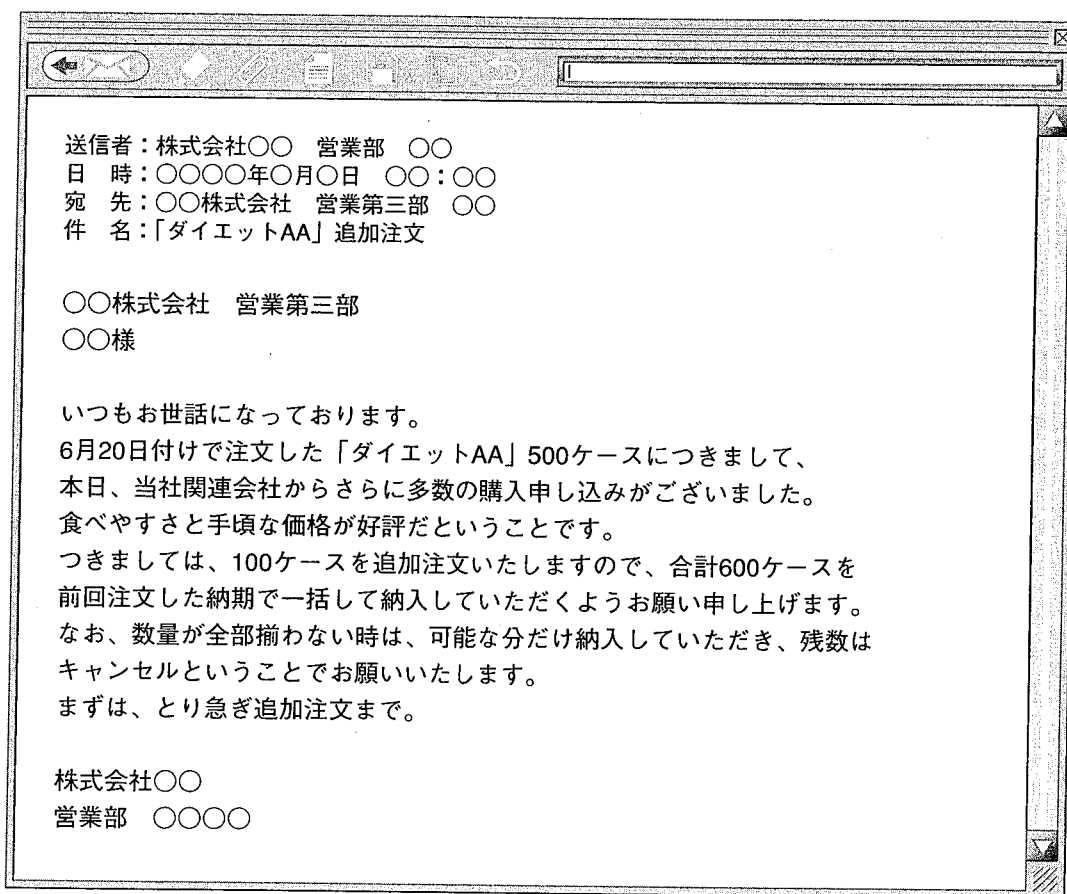 送信者：株式会社○○　営業部　○○
日　時：○○○○年○月○日　○○：○○
宛　先：○○株式会社　営業第三部　○○
件　名：「ダイエットAA」追加注文
○○株式会社　営業第三部
○○様
いつもお世話になっております。
6月20日付けで注文した「ダイエットAA」500ケースにつきまして、
本日、当社関連会社からさらに多数の購入申し込みがございました。
食べやすさと手頃な価格が好評だということです。
つきましては、100ケースを追加注文いたしますので、合計600ケースを
前回注文した納期で一括して納入していただくようお願い申し上げます。
なお、数量が全部揃わない時は、可能な分だけ納入していただき、残数は
キャンセルということでお願いいたします。
まずは、とり急ぎ追加注文まで。
株式会社○○
営業部　○○○○